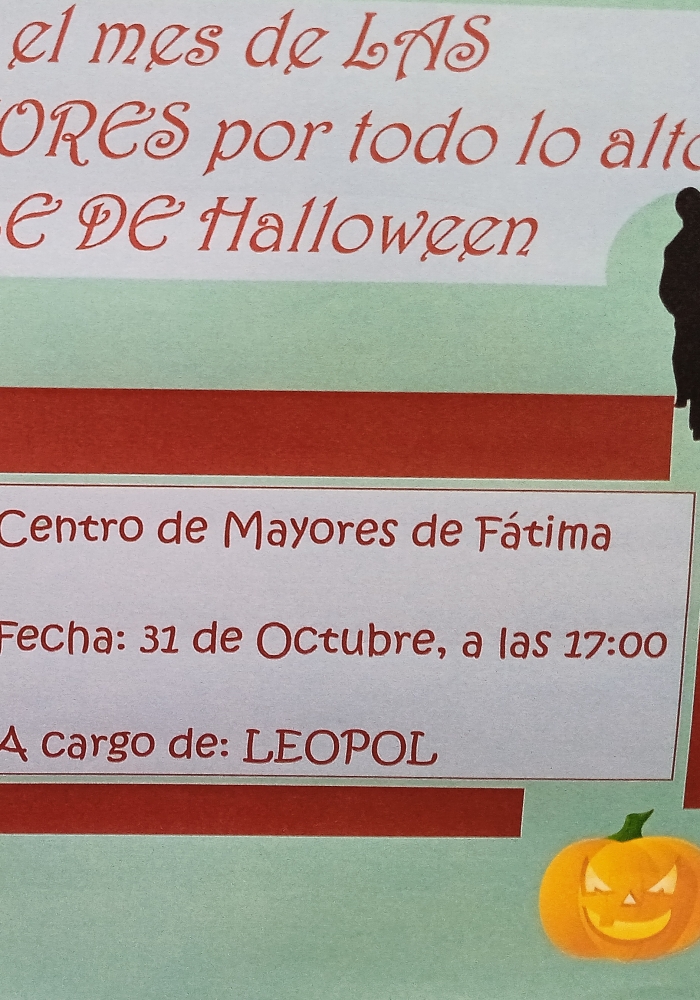 el mes de LAS
ORES por todo lo alto
E DE Halloween
Centro de Mayores de Fátima
Fecha: 31 de Octubre, a las 17:00
A cargo de: LEOPOL